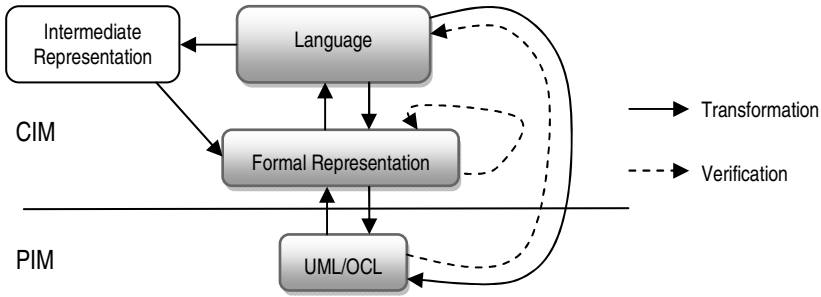 Intermediate
Representation
Language
CIM
Transformation
Formal Representation
Verification
PIM
UML/OCL